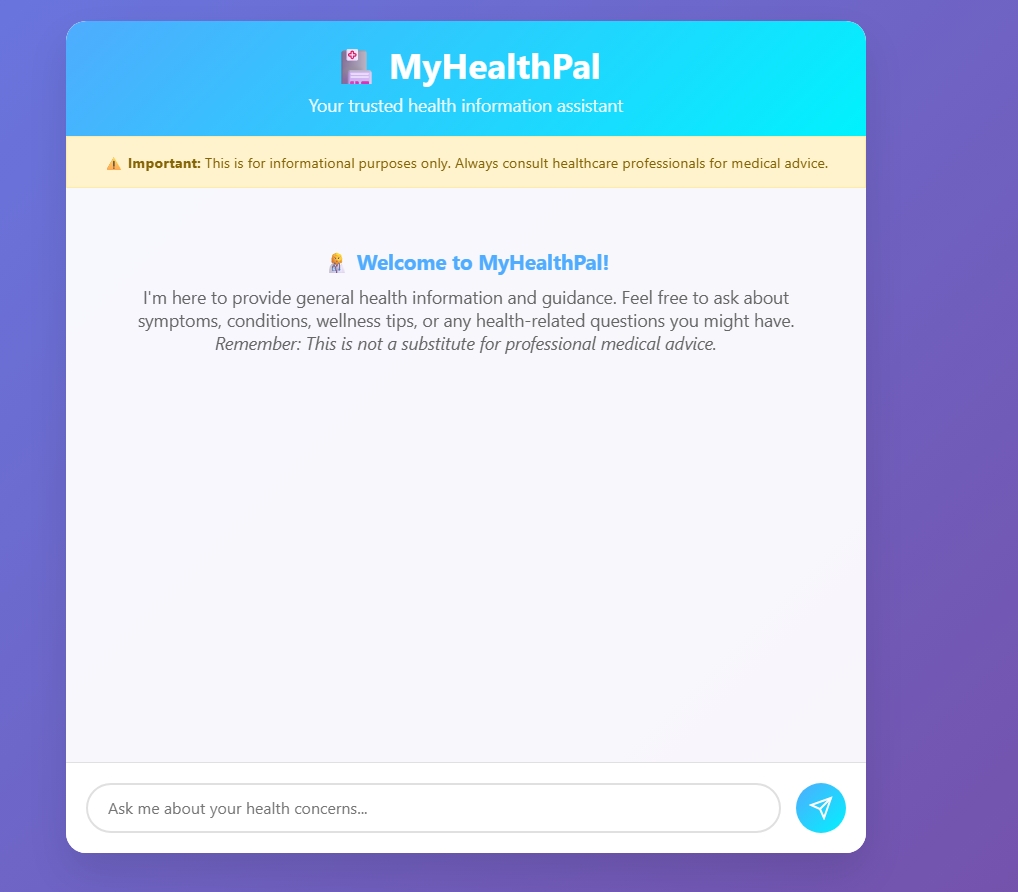 MyHealthPal
Your trusted health information assistant
Important: This is for informational purposes only. Always consult healthcare professionals for medical advice.
Welcome to MyHealthPal!
I'm here to provide general health information and guidance. Feel free to ask about
symptoms, conditions, wellness tips, or any health-related questions you might have.
Remember: This is not a substitute for professional medical advice.
Ask me about your health concerns...